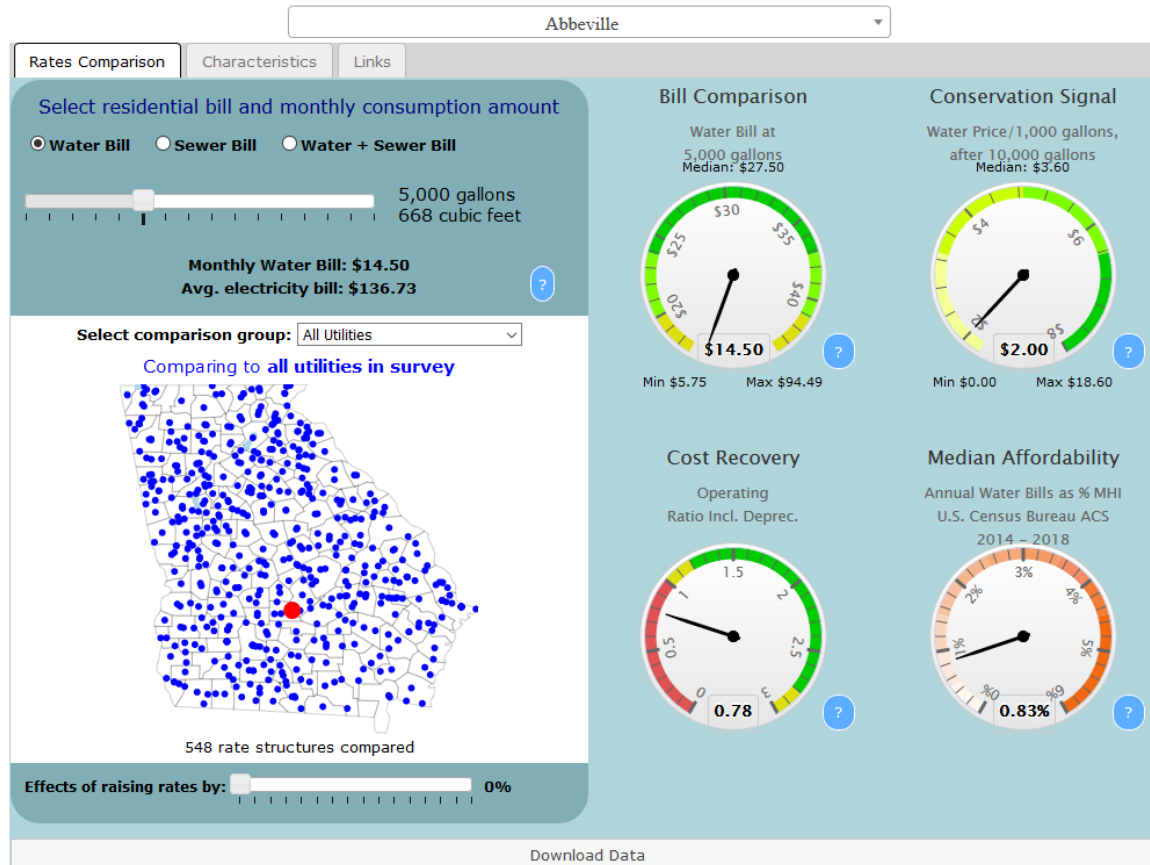 Abbeville
Rates Comparison
Characteristics
Links
Select residential bill and monthly consumption amount
Water Bill
Sewer Bill
Water + Sewer Bill
5,000 gallons
668 cubic feet
Monthly Water Bill: $14.50
Avg. electricity bill: $136.73
?
Select comparison group:
All Utilities
Comparing to all utilities in survey
548 rate structures compared
Effects of raising rates by:
0%
Bill Comparison
Water Bill at
5,000 gallons
Median: $27.50
$20
$25
$30
$35
$40
$14.50
?
Min $5.75
Max $94.49
Conservation Signal
Water Price/1,000 gallons,
after 10,000 gallons
Median: $3.60
$2
$4
$6
$8
$2.00
?
Min $0.00
Max $18.60
Cost Recovery
Operating
Ratio Incl. Deprec.
0
0.5
1
1.5
2
2.5
3
0.78
?
Median Affordability
Annual Water Bills as % MHI
U.S. Census Bureau ACS
2014 - 2018
0%
1%
2%
3%
4%
5%
6%
0.83%
?
Download Data